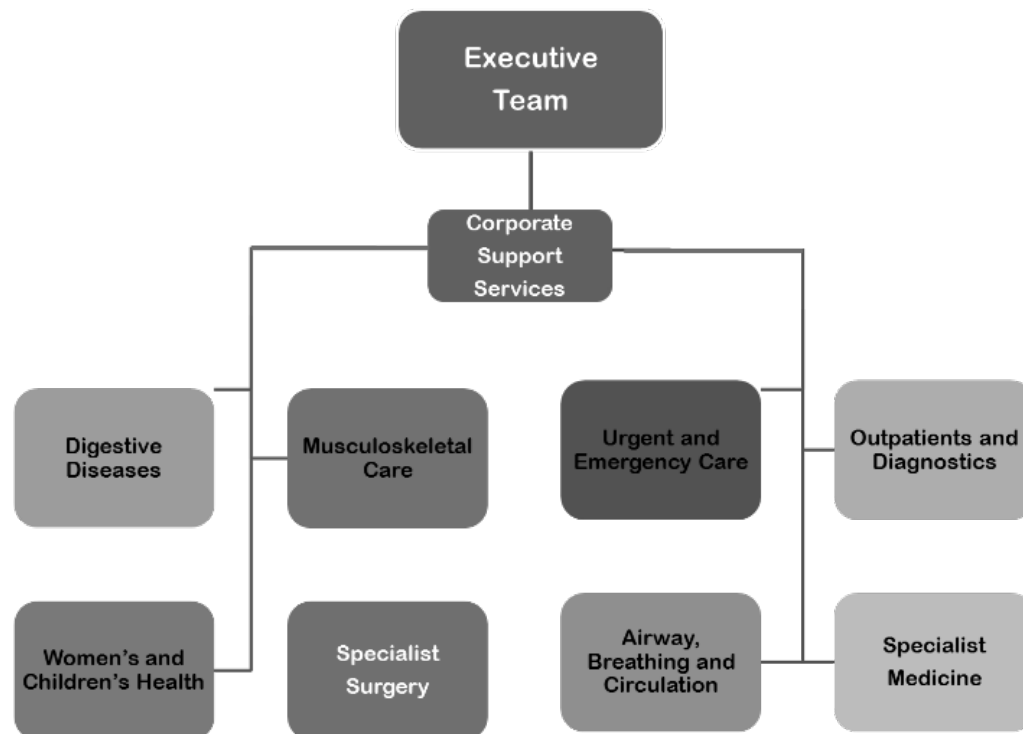 Executive
Team
Corporate
Support
Services
Digestive
Diseases
Musculoskeletal
Care
Urgent and
Emergency Care
Outpatients and
Diagnostics
Women’s and
Children’s Health
Specialist
Surgery
Airway,
Breathing and
Circulation
Specialist
Medicine